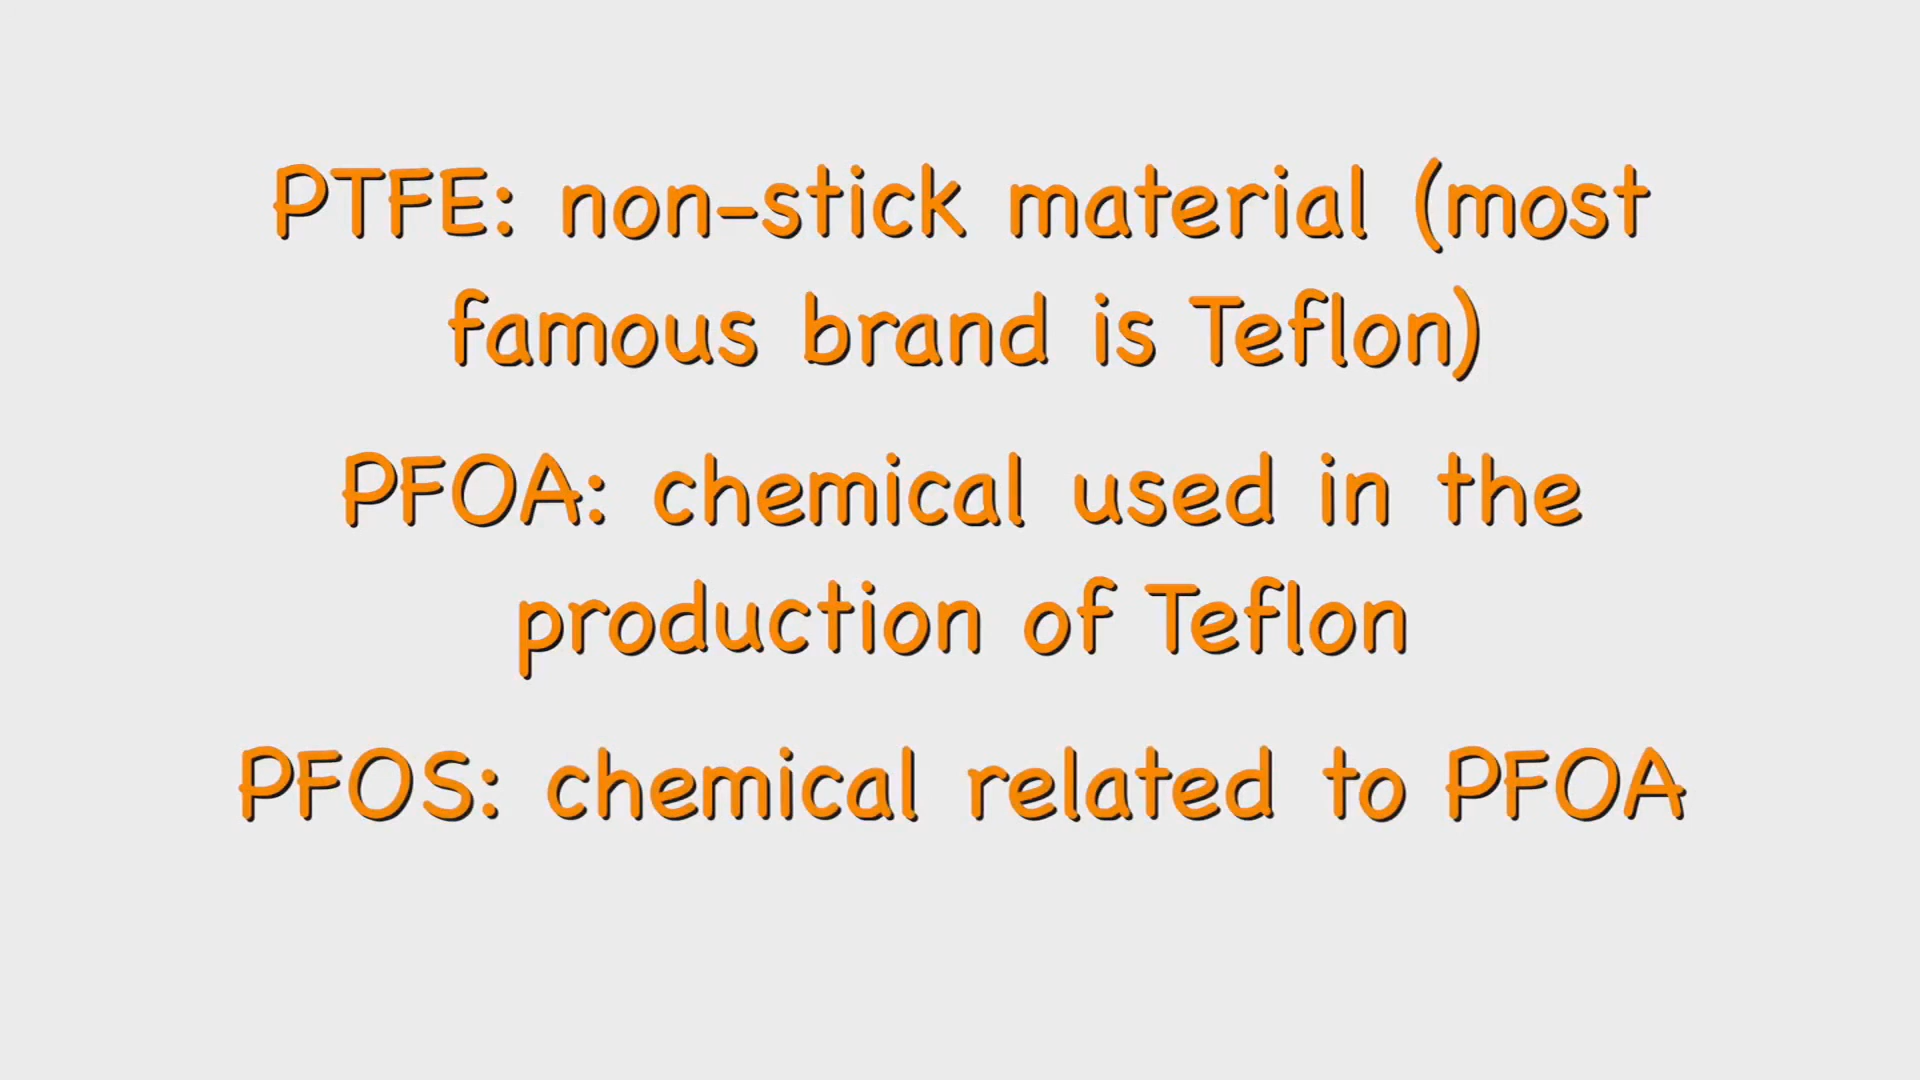 PTFE: non-stick material (most
famous brand is Teflon)
PFOA: chemical used in the
production of Teflon
PFOS: chemical related to PFOA